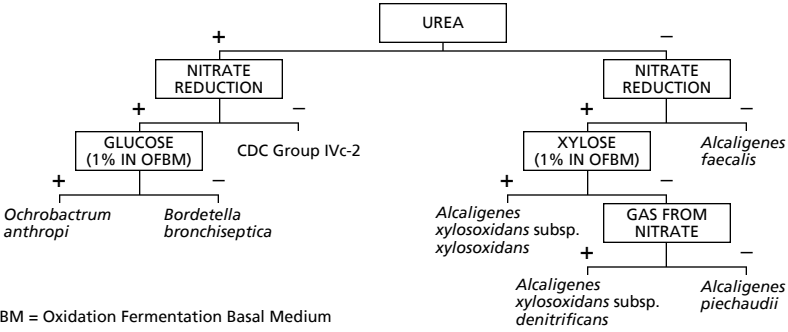 UREA
+
−
NITRATE
REDUCTION
NITRATE
REDUCTION
+
−
+
−
GLUCOSE
(1% IN OFBM)
CDC Group IVc-2
XYLOSE
(1% IN OFBM)
Alcaligenes
faecalis
+
−
+
−
Ochrobactrum
anthropi
Bordetella
bronchiseptica
Alcaligenes
xylosoxidans subsp.
xylosoxidans
GAS FROM
NITRATE
+
−
Alcaligenes
xylosoxidans subsp.
denitrificans
Alcaligenes
piechaudii
BM = Oxidation Fermentation Basal Medium